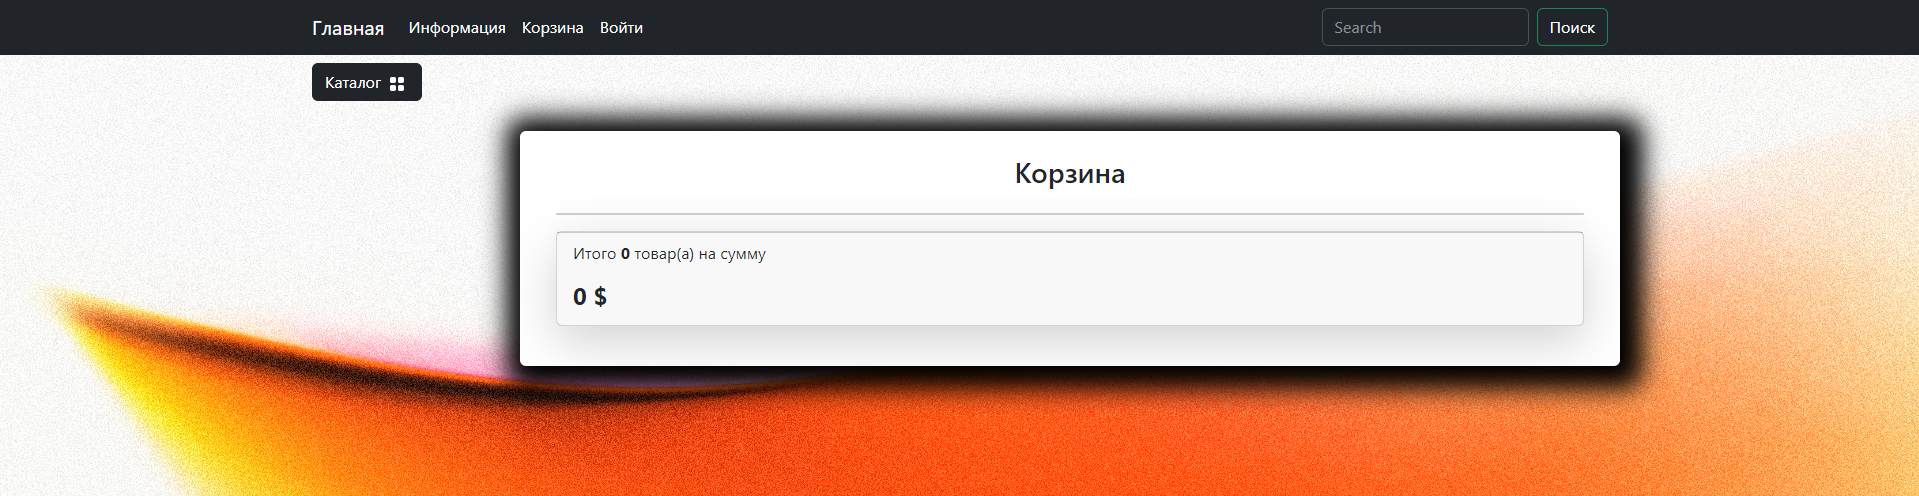 Главная Информация Корзина Войти Search Поиск
Каталог
Корзина
Итого 0 товар(а) на сумму
0 $